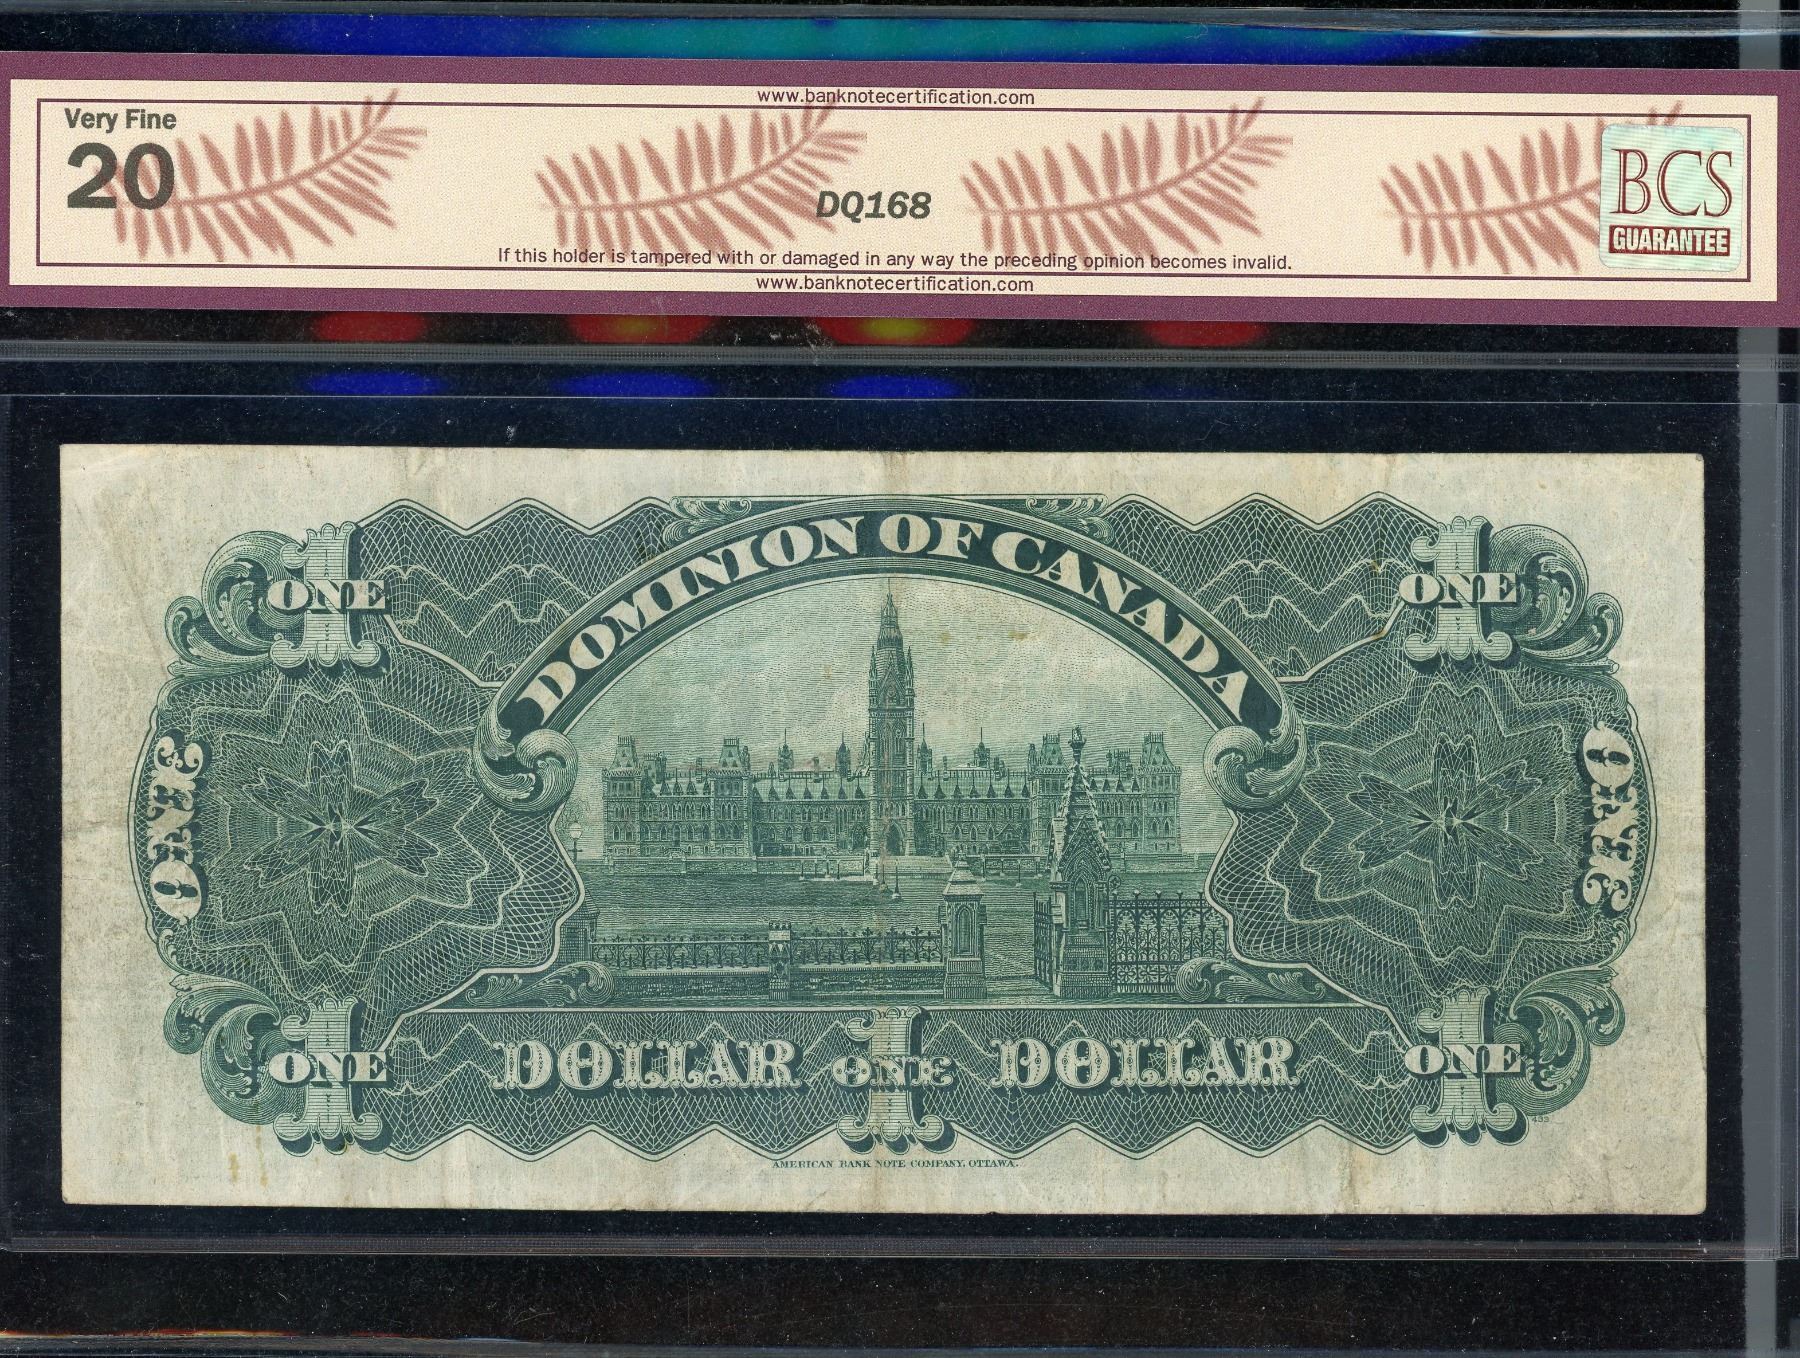 www.banknotecertification.com
Very Fine
20
DQ168
BCS
GUARANTEE
If this holder is tampered with or damaged in any way the preceding opinion becomes invalid.
www.banknotecertification.com
DOMINION OF CANADA
1 ONE
1 ONE
ONE
ONE
1 ONE
DOLLAR 1 ONE DOLLAR
1 ONE
433
AMERICAN BANK NOTE COMPANY, OTTAWA.